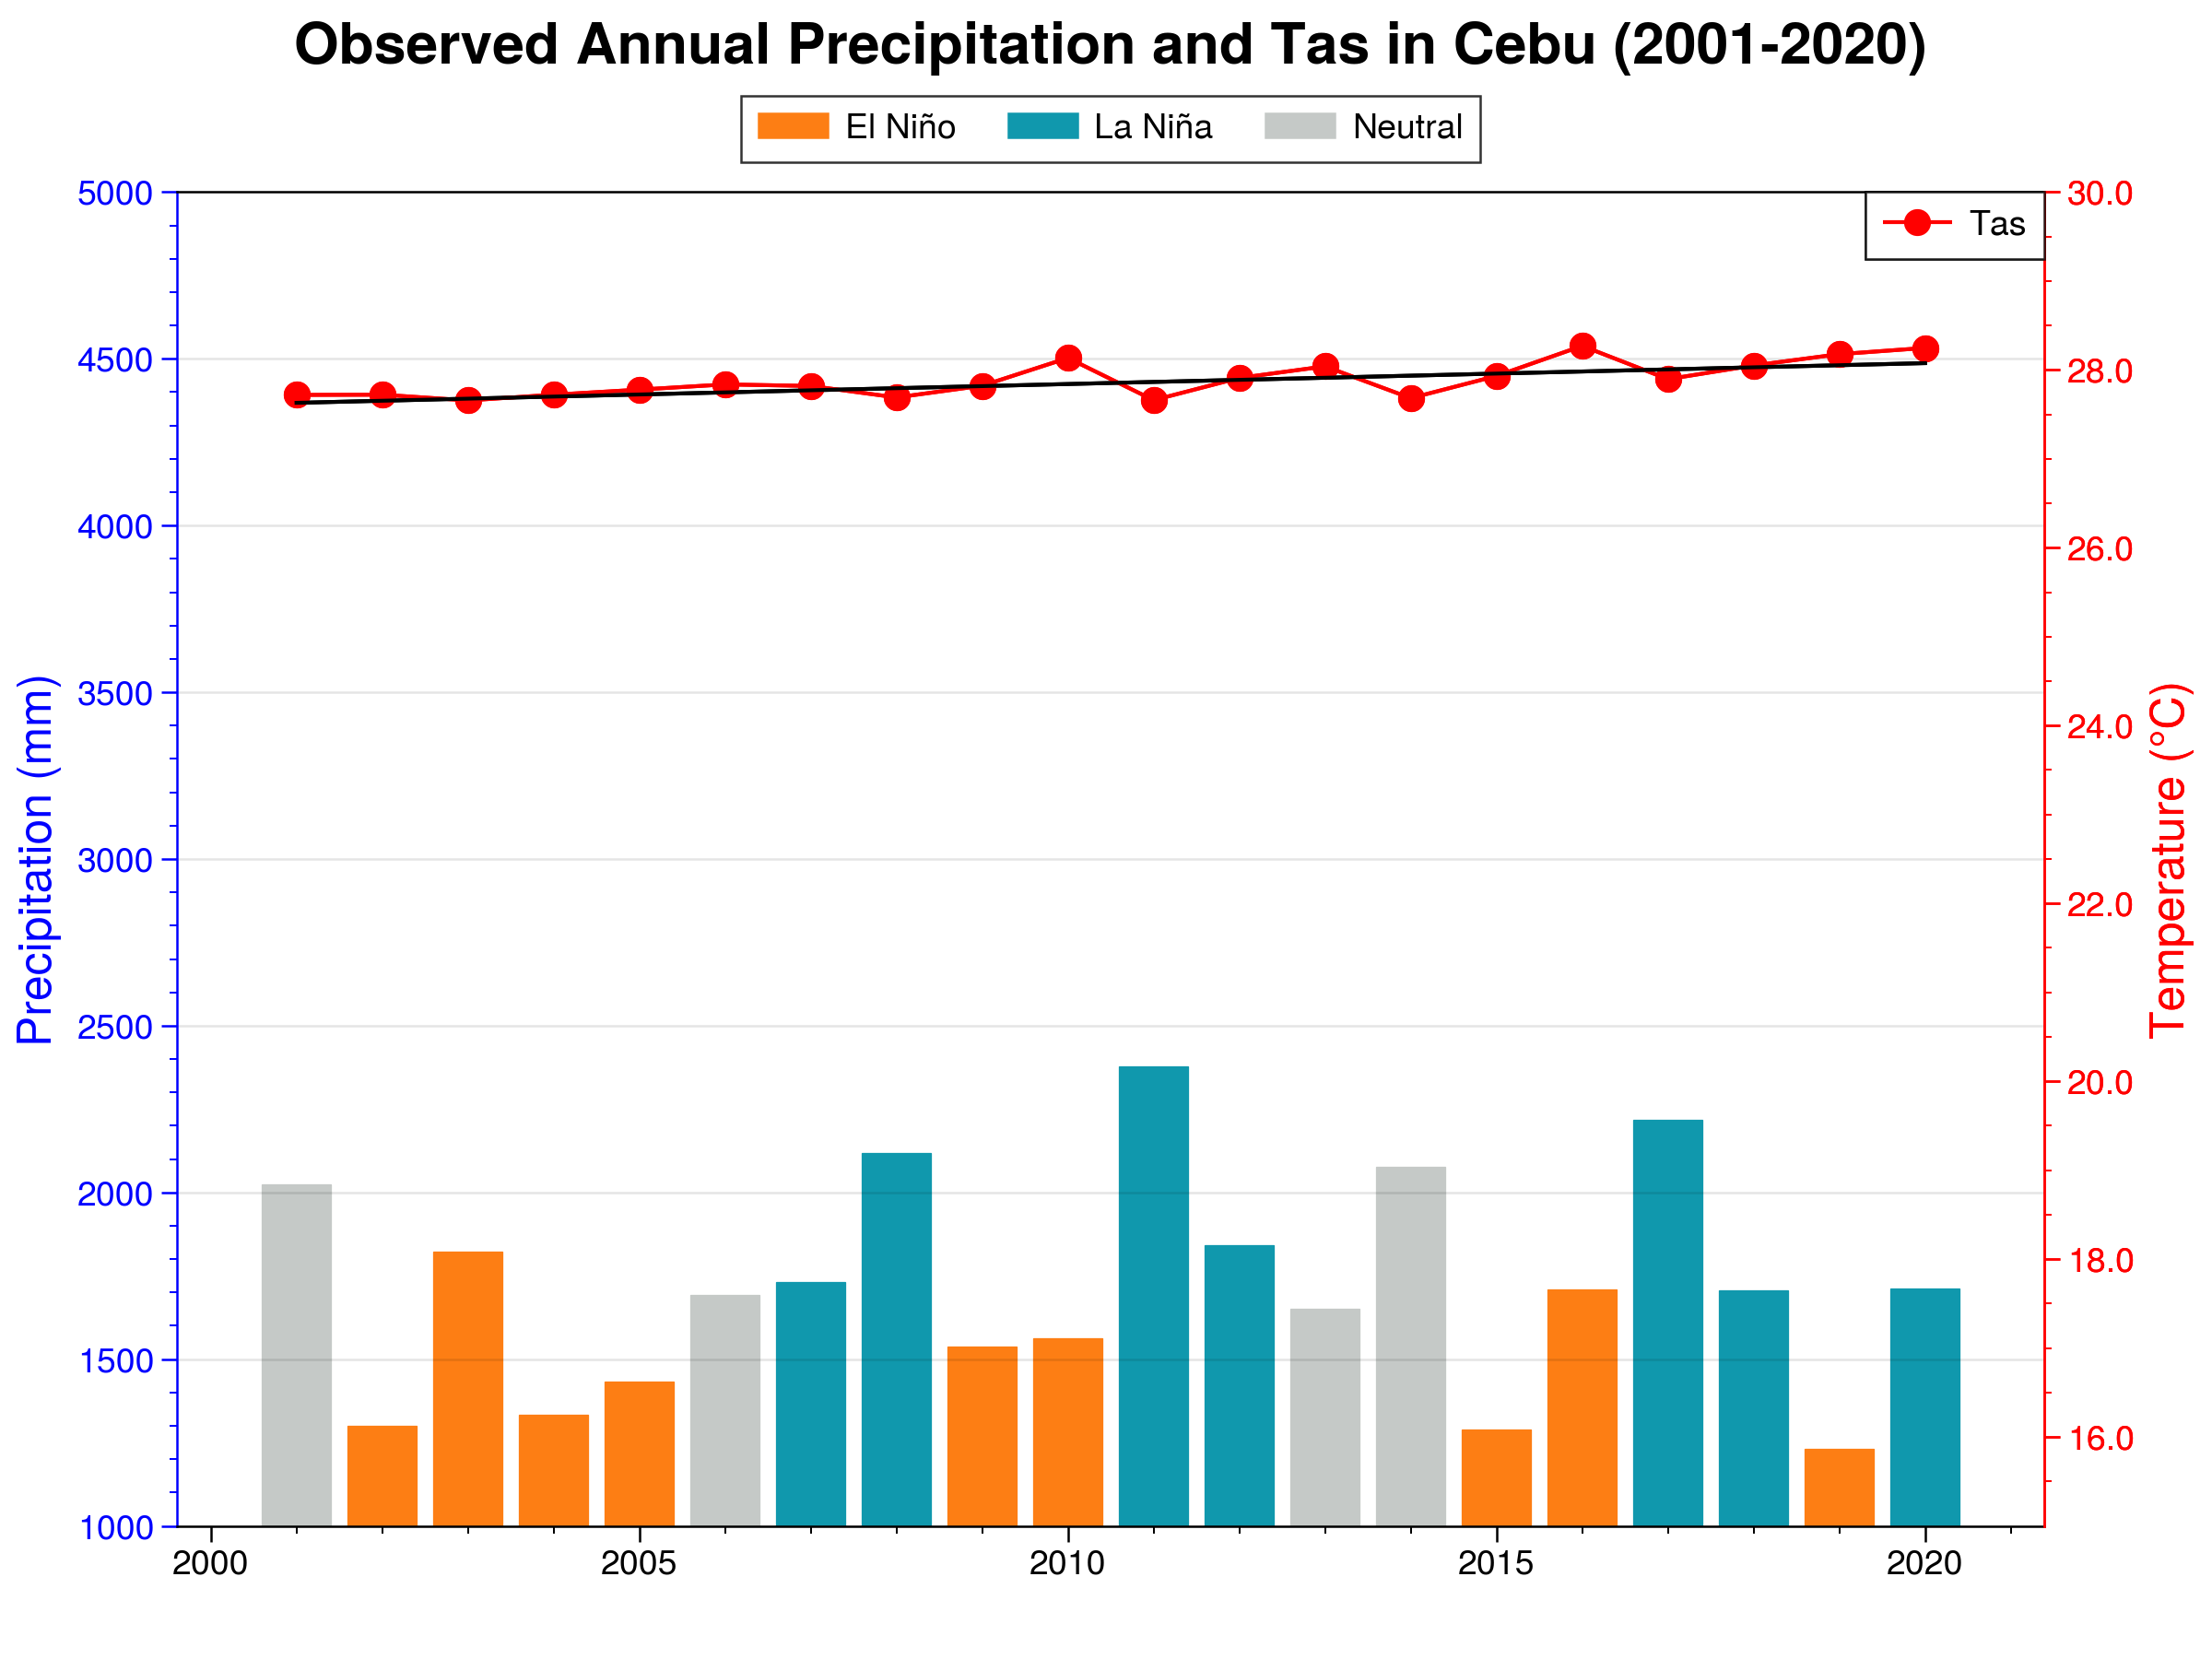 Observed Annual Precipitation and Tas in Cebu (2001-2020)
El Niño La Niña Neutral
Tas
5000
4500
4000
3500
3000
2500
2000
1500
1000
Precipitation (mm)
30.0
28.0
26.0
24.0
22.0
20.0
18.0
16.0
Temperature (°C)
2000 2005 2010 2015 2020